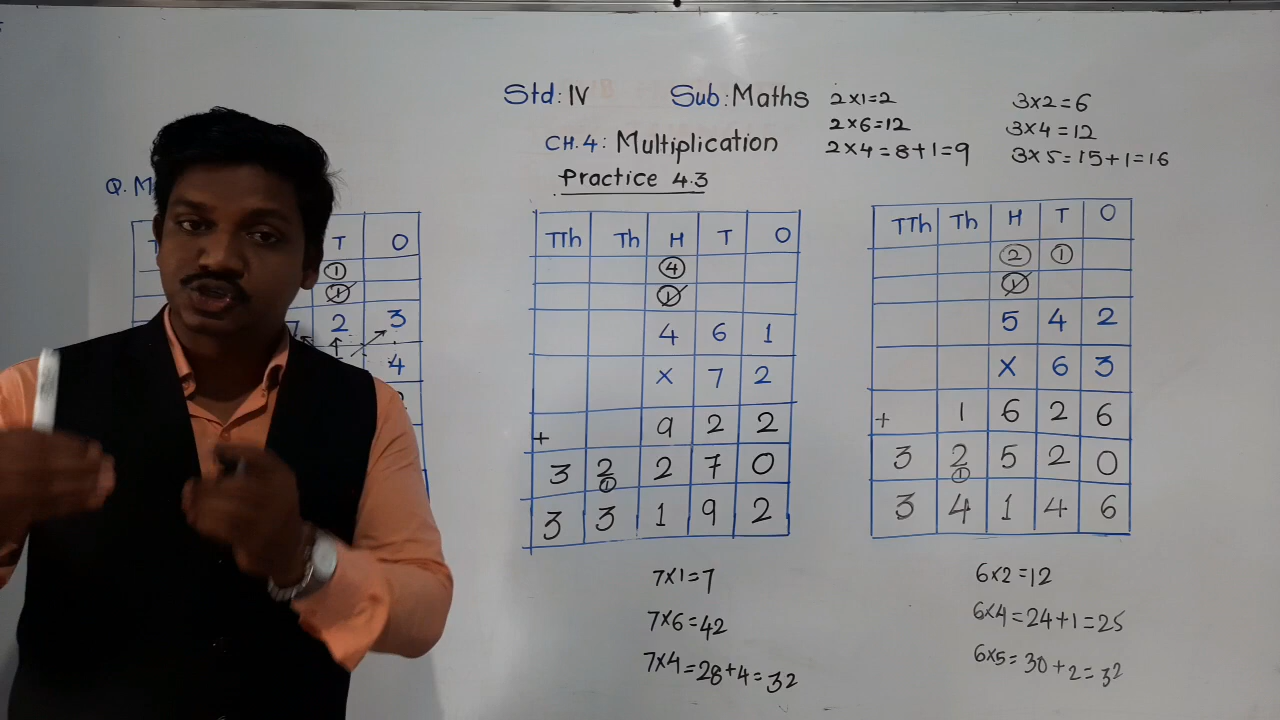 Std: IV Sub: Maths
CH.4: Multiplication
Practice 4.3
2x1=2
2x6=12
2x4=8+1=9
3x2=6
3x4=12
3x5=15+1=16
Q. M
T O
1
1
7 2 3
4
TTh Th H T O
4
1
4 6 1
x 7 2
+ 9 2 2
3 2 2 7 0
1
3 3 1 9 2
7x1=7
7x6=42
7x4=28+4=32
TTh Th H T O
2 1
1
5 4 2
x 6 3
+ 1 6 2 6
3 2 5 2 0
1
3 4 1 4 6
6x2=12
6x4=24+1=25
6x5=30+2=32